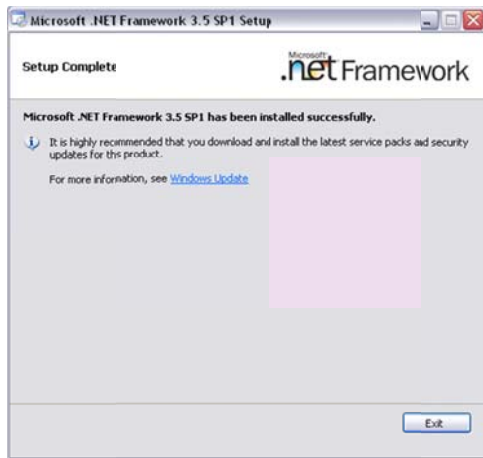 Microsoft .NET Framework 3.5 SP1 Setup
Setup Complete
Microsoft
.net Framework
Microsoft .NET Framework 3.5 SP1 has been installed successfully.
It is highly recommended that you download and install the latest service packs and security
updates for this product.
For more information, see Windows Update
Exit